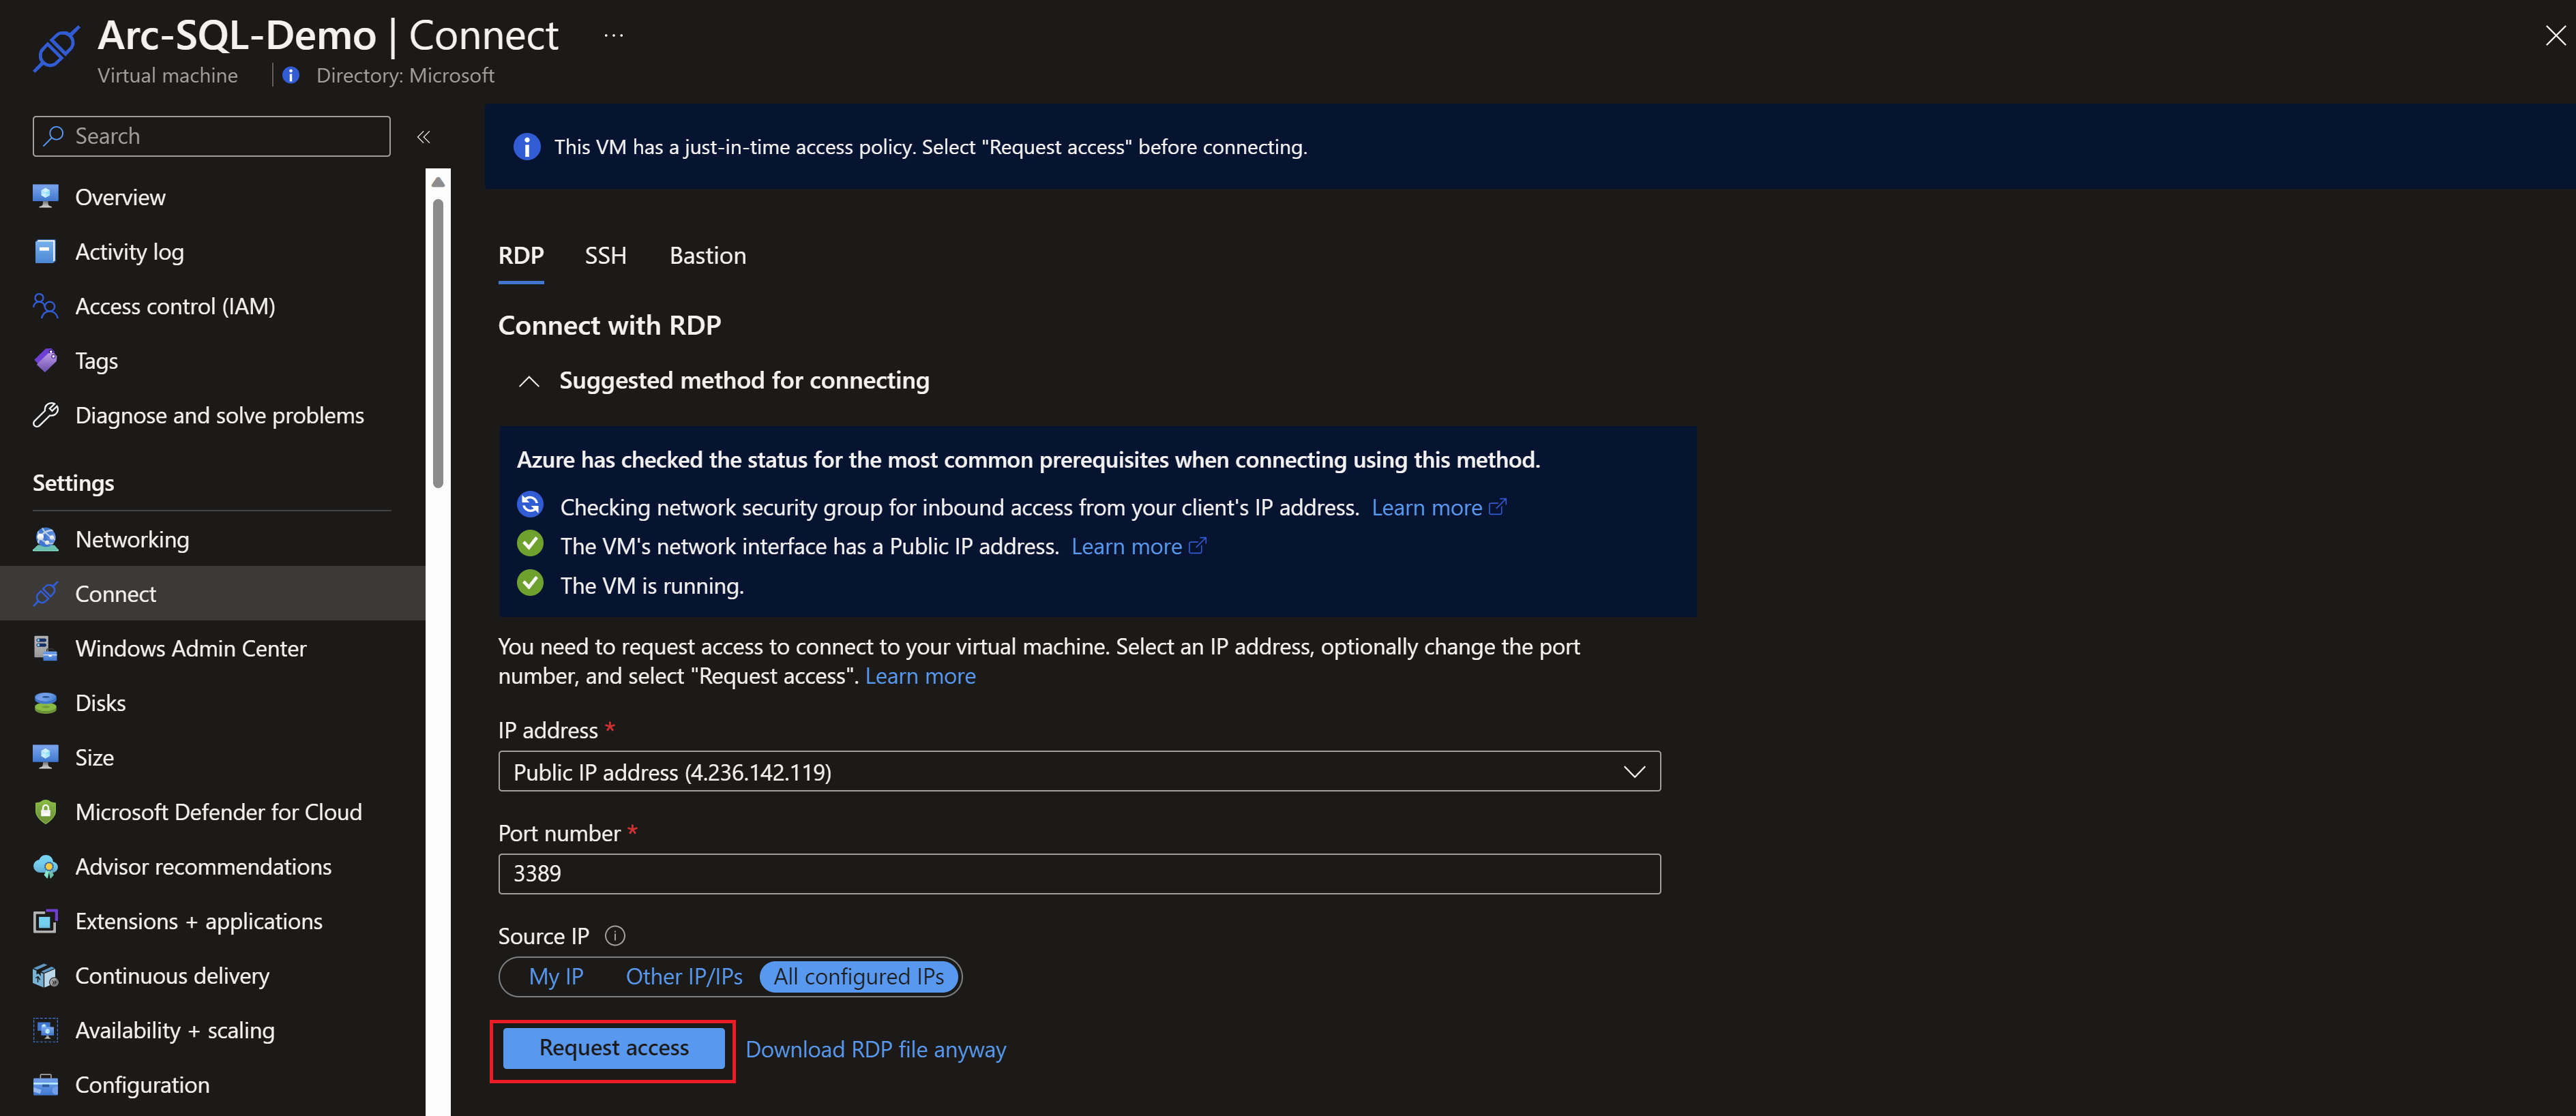 Arc-SQL-Demo | Connect ...
Virtual machine | Directory: Microsoft
Search
Overview
Activity log
Access control (IAM)
Tags
Diagnose and solve problems
Settings
Networking
Connect
Windows Admin Center
Disks
Size
Microsoft Defender for Cloud
Advisor recommendations
Extensions + applications
Continuous delivery
Availability + scaling
Configuration
This VM has a just-in-time access policy. Select "Request access" before connecting.
RDP SSH Bastion
Connect with RDP
Suggested method for connecting
Azure has checked the status for the most common prerequisites when connecting using this method.
Checking network security group for inbound access from your client's IP address. Learn more
The VM's network interface has a Public IP address. Learn more
The VM is running.
You need to request access to connect to your virtual machine. Select an IP address, optionally change the port
number, and select "Request access". Learn more
IP address *
Public IP address (4.236.142.119)
Port number *
3389
Source IP
My IP Other IP/IPs All configured IPs
Request access Download RDP file anyway